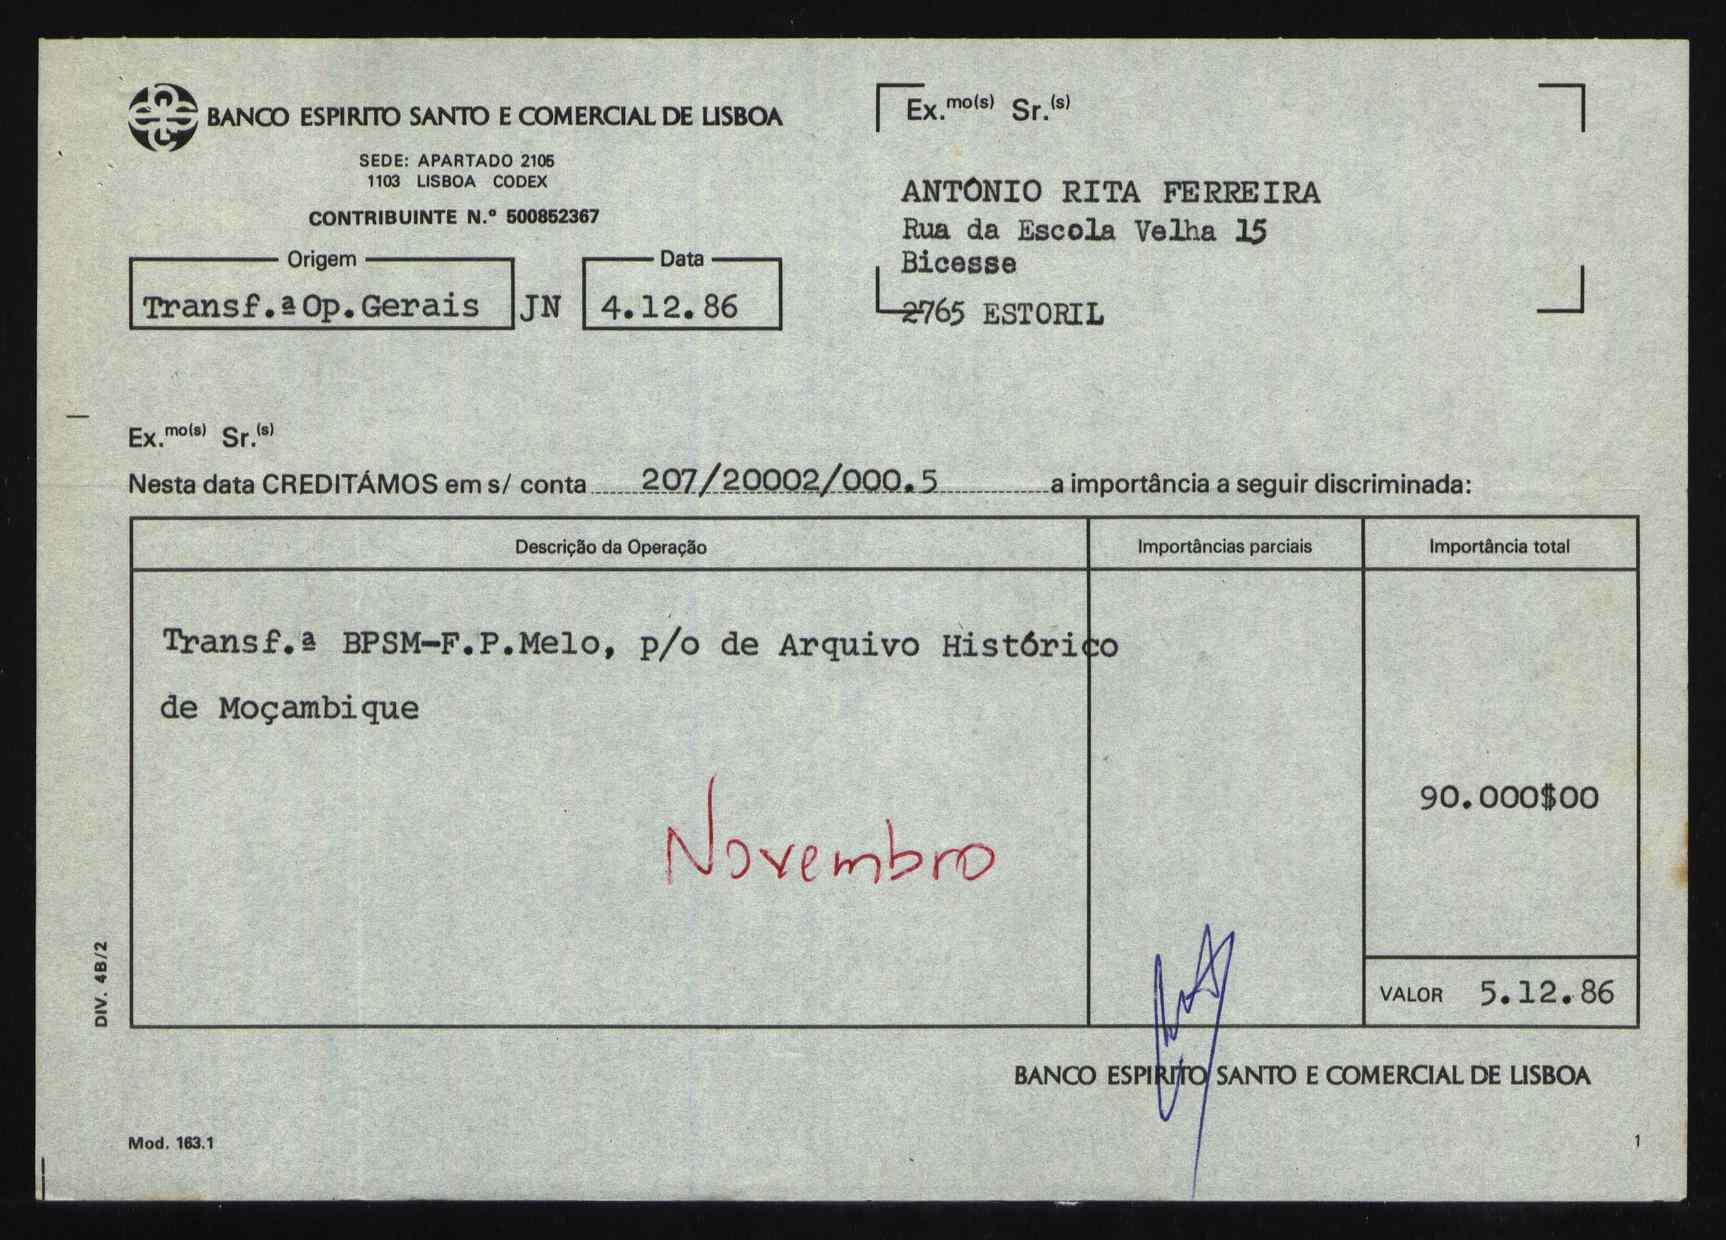 BANCO ESPIRITO SANTO E COMERCIAL DE LISBOA
SEDE: APARTADO 2105
1103 LISBOA CODEX
CONTRIBUINTE N.º 500852367
Origem
Transf.ª Op.Gerais
JN
Data
4.12.86
Ex.mo(s) Sr.(s)
ANTÓNIO RITA FERREIRA
Rua da Escola Velha 15
Bicesse
2765 ESTORIL
Ex.mo(s) Sr.(s)
Nesta data CREDITÁMOS em s/ conta 207/20002/000.5 a importância a seguir discriminada:
Descrição da Operação
Importâncias parciais
Importância total
Transf.ª BPSM-F.P.Melo, p/o de Arquivo Histórico
de Moçambique
90.000$00
Novembro
VALOR 5.12.86
DIV. 4B/2
BANCO ESPIRITO SANTO E COMERCIAL DE LISBOA
Mod. 163.1
1